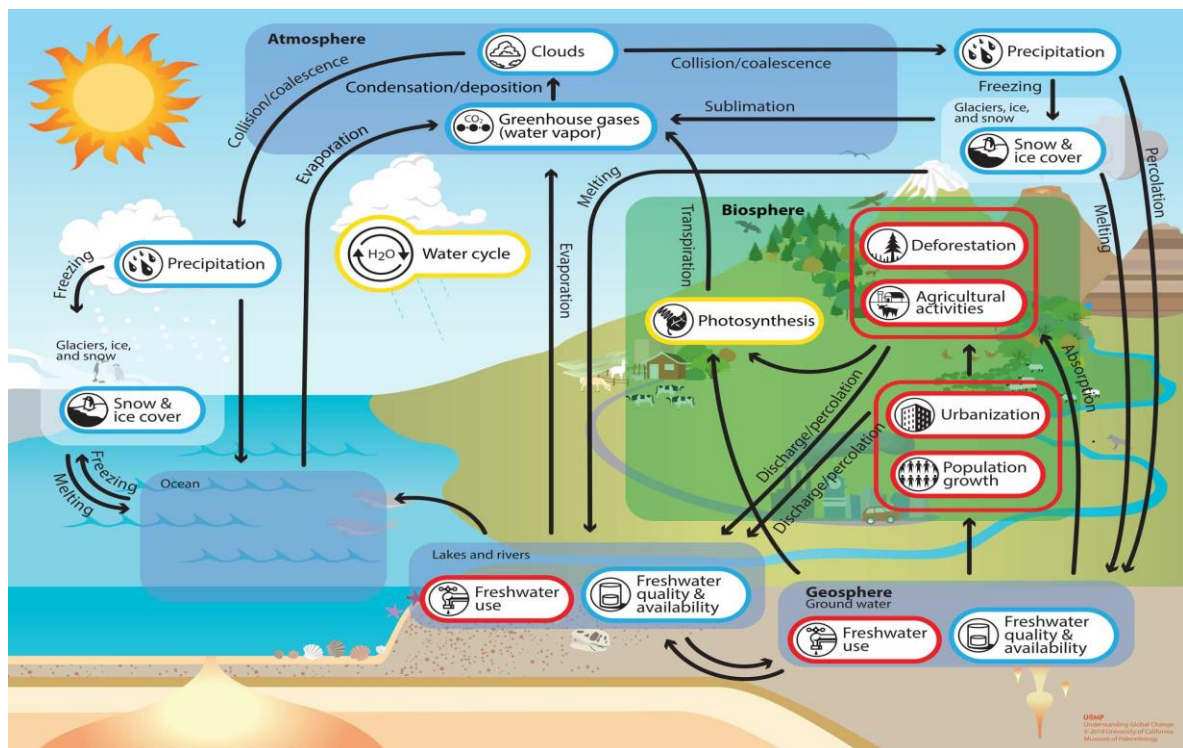 Atmosphere
Clouds
Collision/coalescence
Precipitation
Collision/coalescence
Condensation/deposition
Freezing
CO₂
Greenhouse gases
(water vapor)
Sublimation
Glaciers, ice,
and snow
Snow &
ice cover
Evaporation
Percolation
Melting
Melting
Biosphere
Transpiration
Deforestation
Precipitation
H₂O
Water cycle
Evaporation
Freezing
Agricultural
activities
Photosynthesis
Glaciers, ice,
and snow
Snow &
ice cover
Absorption
Urbanization
Discharge/percolation
Discharge/percolation
Population
growth
Freezing
Melting
Ocean
Lakes and rivers
Freshwater
use
Freshwater
quality &
availability
Geosphere
Ground water
Freshwater
use
Freshwater
quality &
availability
UCMP
Understanding Global Change
© 2018 University of California
Museum of Paleontology